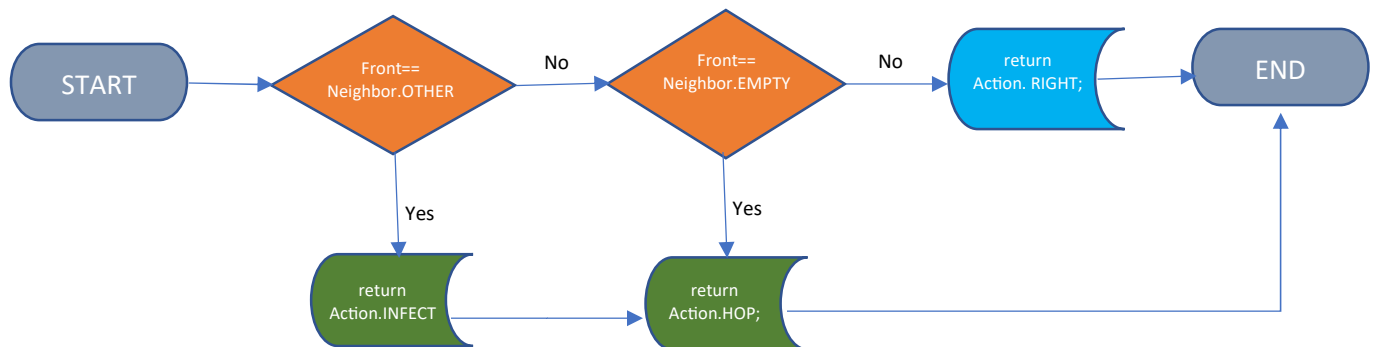 START
Front==
Neighbor.OTHER
No
Front==
Neighbor.EMPTY
No
return
Action. RIGHT;
END
Yes
Yes
return
Action.INFECT
return
Action.HOP;